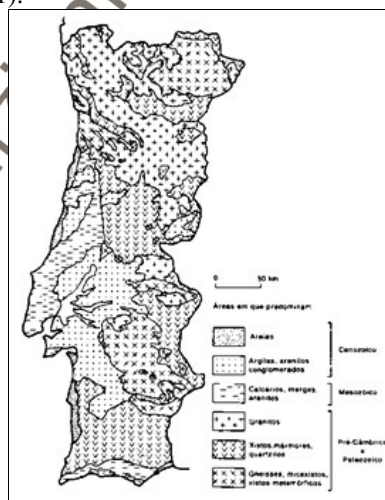 0 50 km
Áreas em que predominam:
Areias
Argilas, arenitos
conglomerados
Cenozóico
Calcários, margas,
arenitos
Mesozóico
Granitos
Xistos, mármores,
quartzitos
Pré-Câmbrico
e
Paleozóico
Gneisses, micaxistos,
xistos metamórficos